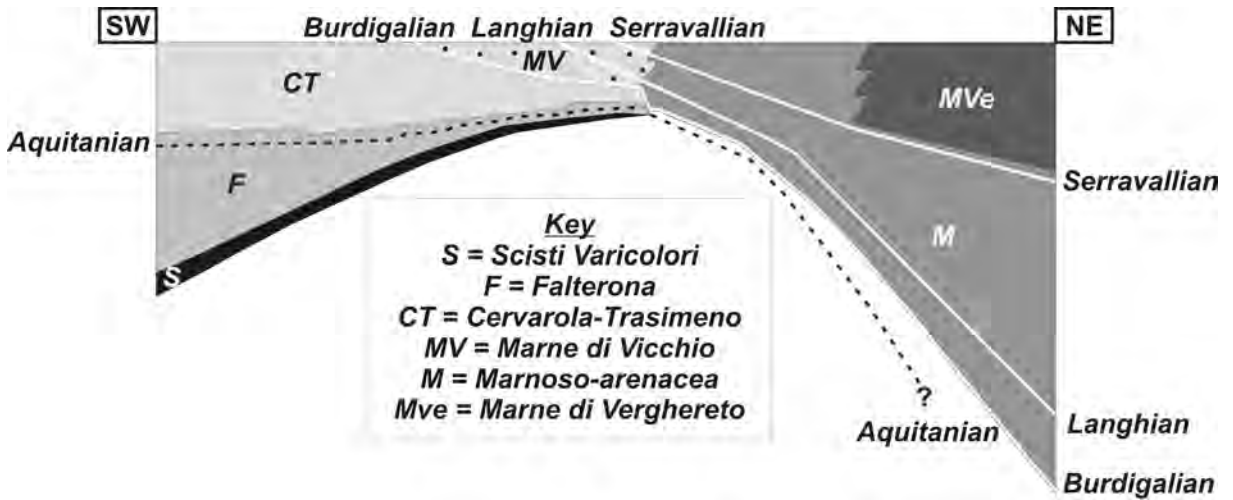 SW
Burdigalian Langhian Serravallian
NE
CT
MV
MVe
Aquitanian
F
Serravallian
S
M
Key
S = Scisti Varicolori
F = Falterona
CT = Cervarola-Trasimeno
MV = Marne di Vicchio
M = Marnoso-arenacea
Mve = Marne di Verghereto
?
Aquitanian
Langhian
Burdigalian